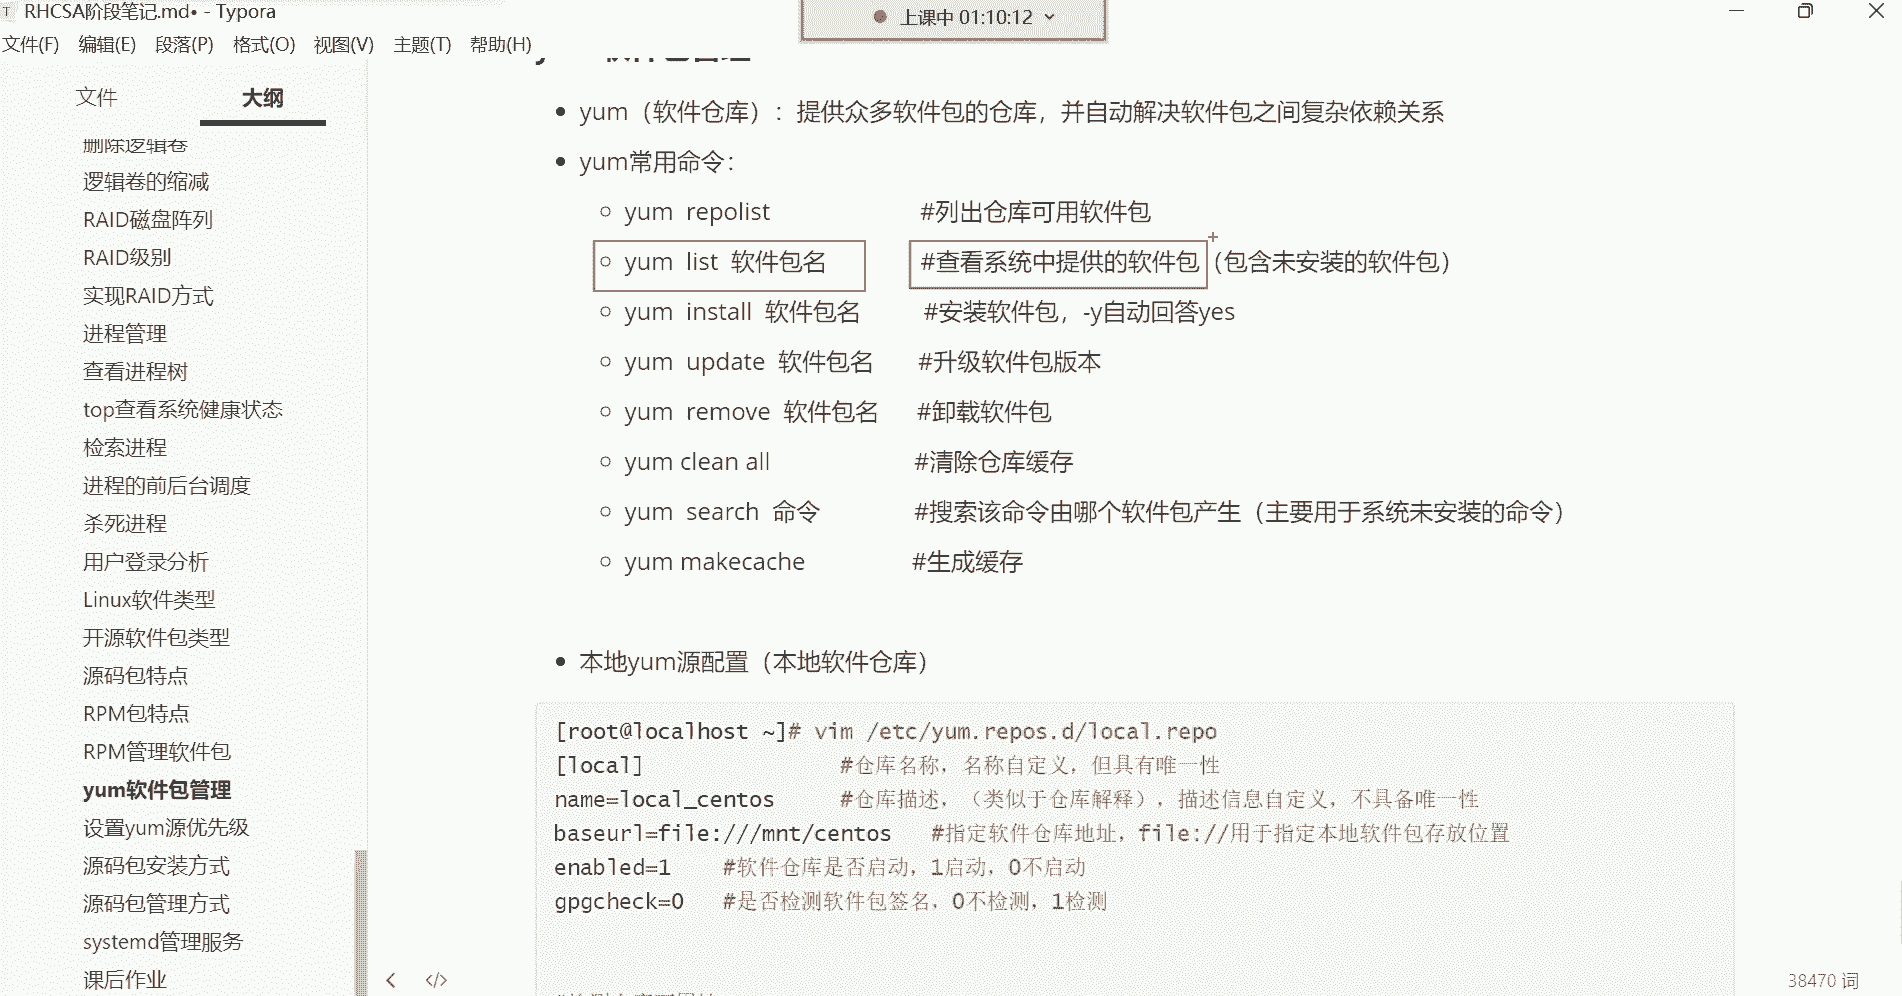 RHCSA阶段笔记.md• - Typora
上课中 01:10:12
文件(F) 编辑(E) 段落(P) 格式(O) 视图(V) 主题(T) 帮助(H)
文件 大纲
删除逻辑卷
逻辑卷的缩减
RAID磁盘阵列
RAID级别
实现RAID方式
进程管理
查看进程树
top查看系统健康状态
检索进程
进程的前后台调度
杀死进程
用户登录分析
Linux软件类型
开源软件包类型
源码包特点
RPM包特点
RPM管理软件包
yum软件包管理
设置yum源优先级
源码包安装方式
源码包管理方式
systemd管理服务
课后作业
yum（软件仓库）：提供众多软件包的仓库，并自动解决软件包之间复杂依赖关系
yum常用命令：
yum repolist #列出仓库可用软件包
yum list 软件包名 #查看系统中提供的软件包（包含未安装的软件包）
yum install 软件包名 #安装软件包，-y自动回答yes
yum update 软件包名 #升级软件包版本
yum remove 软件包名 #卸载软件包
yum clean all #清除仓库缓存
yum search 命令 #搜索该命令由哪个软件包产生（主要用于系统未安装的命令）
yum makecache #生成缓存
本地yum源配置（本地软件仓库）
[root@localhost ~]# vim /etc/yum.repos.d/local.repo
[local] #仓库名称，名称自定义，但具有唯一性
name=local_centos #仓库描述，（类似于仓库解释），描述信息自定义，不具备唯一性
baseurl=file:///mnt/centos #指定软件仓库地址，file://用于指定本地软件包存放位置
enabled=1 #软件仓库是否启动，1启动，0不启动
gpgcheck=0 #是否检测软件包签名，0不检测，1检测
38470 词